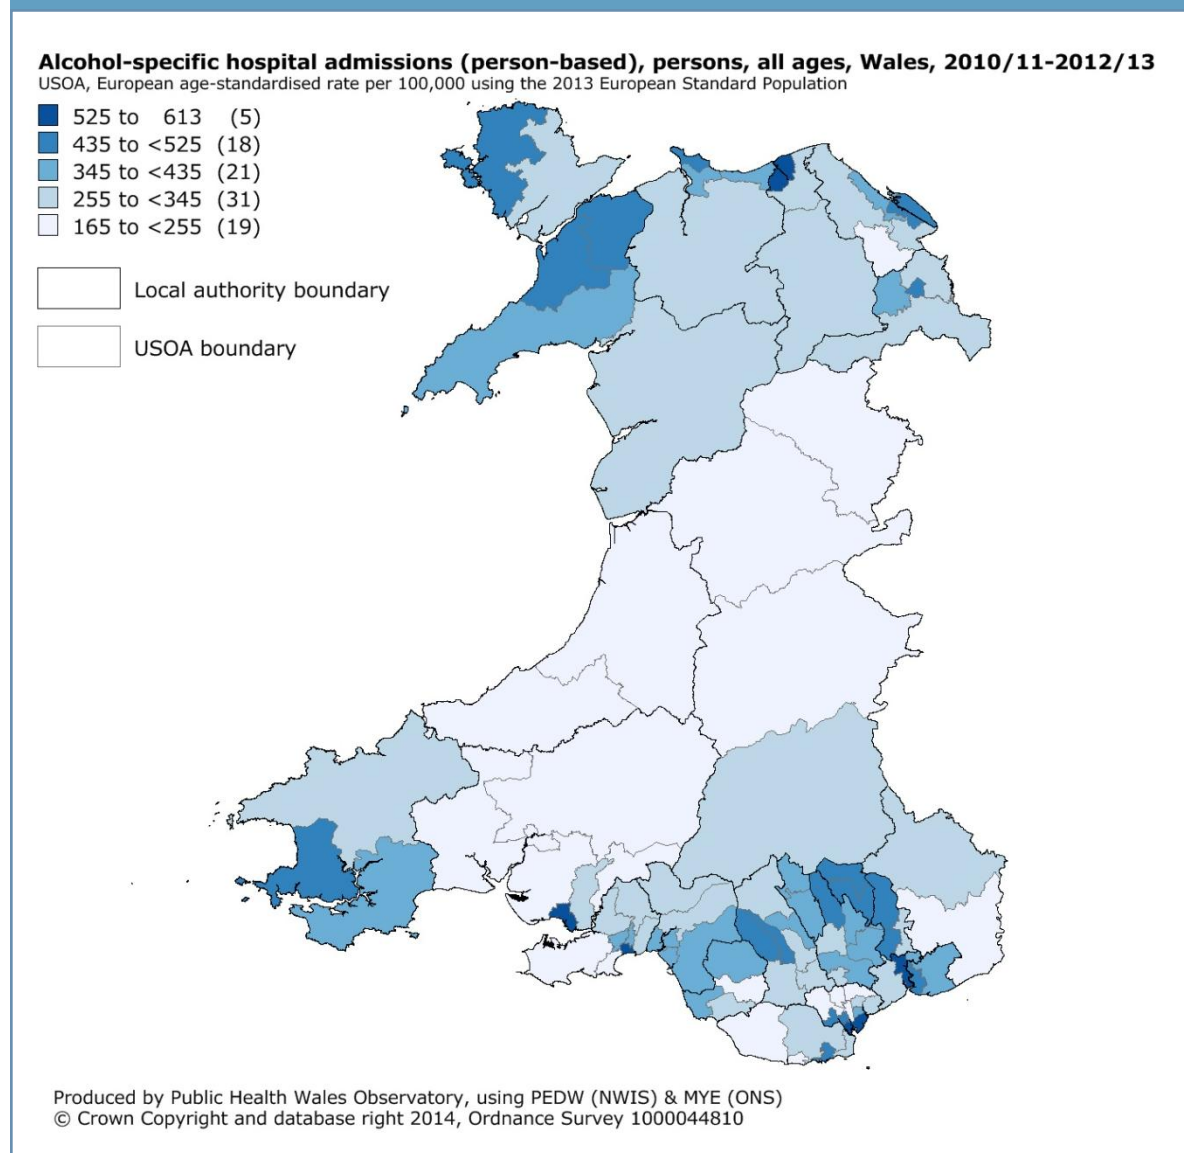 Alcohol-specific hospital admissions (person-based), persons, all ages, Wales, 2010/11-2012/13
USOA, European age-standardised rate per 100,000 using the 2013 European Standard Population
525 to 613 (5)
435 to <525 (18)
345 to <435 (21)
255 to <345 (31)
165 to <255 (19)
Local authority boundary
USOA boundary
Produced by Public Health Wales Observatory, using PEDW (NWIS) & MYE (ONS)
© Crown Copyright and database right 2014, Ordnance Survey 1000044810